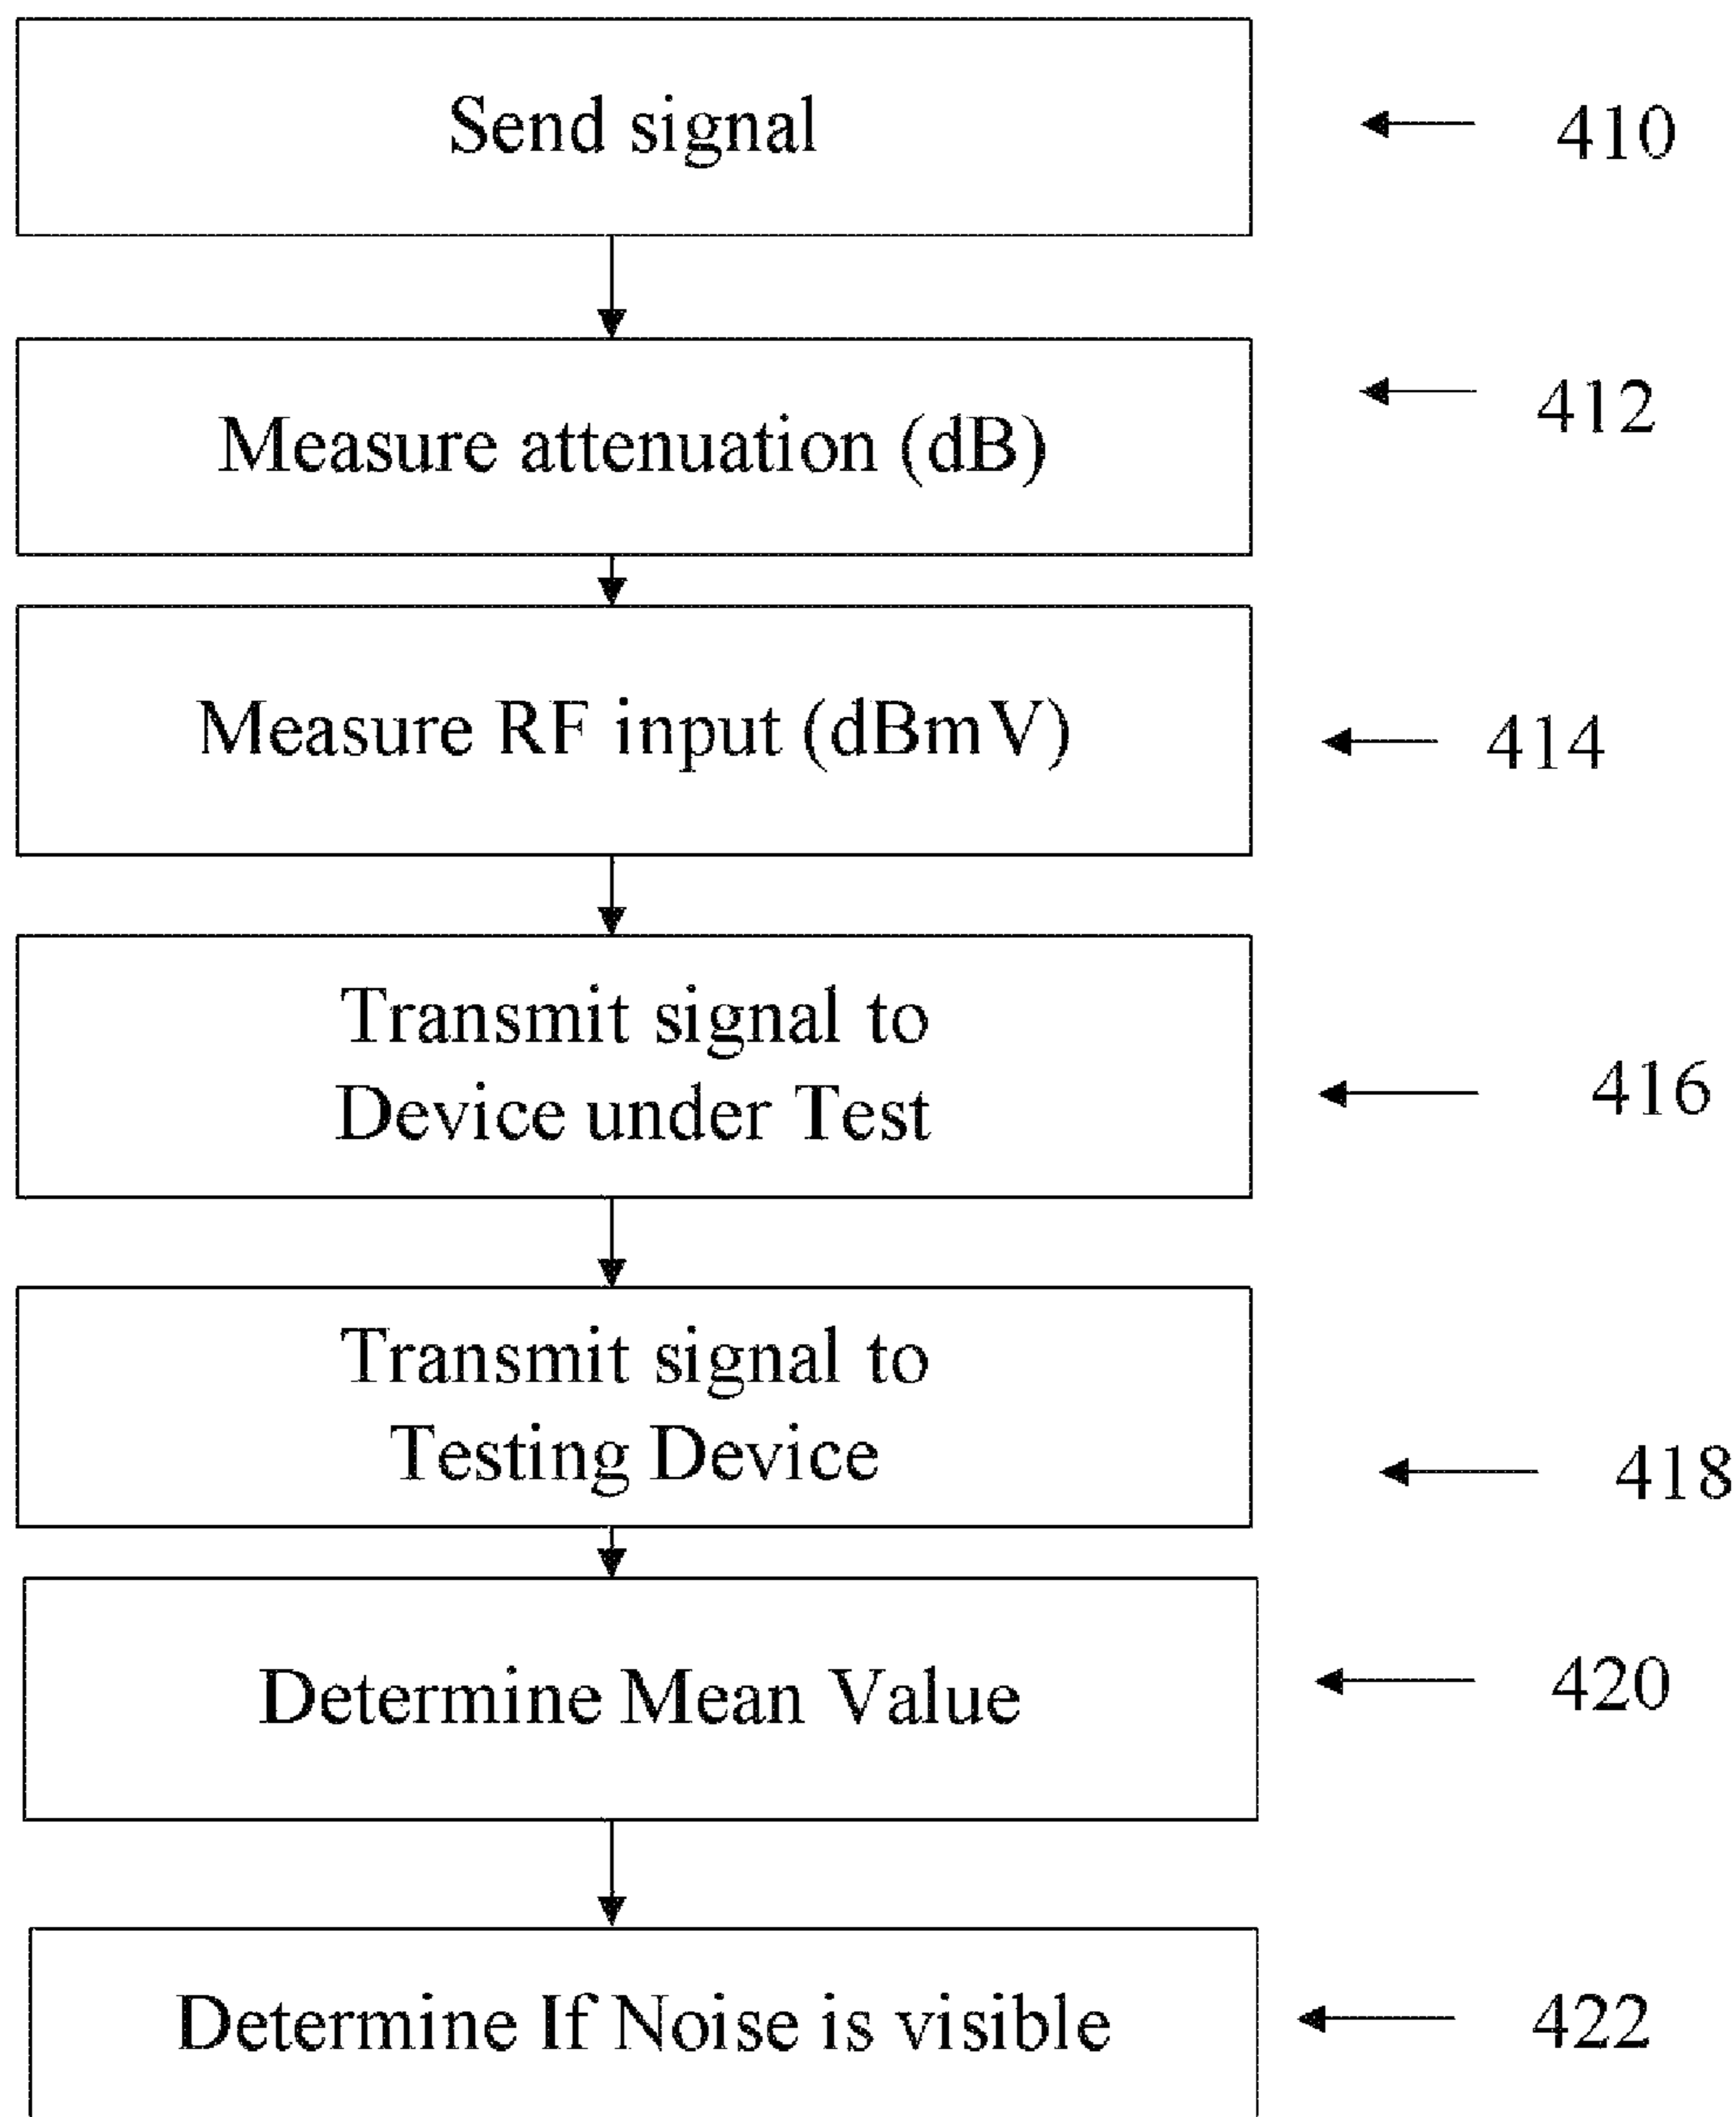 Send signal
410
Measure attenuation (dB)
412
Measure RF input (dBmV)
414
Transmit signal to
Device under Test
416
Transmit signal to
Testing Device
418
Determine Mean Value
420
Determine If Noise is visible
422